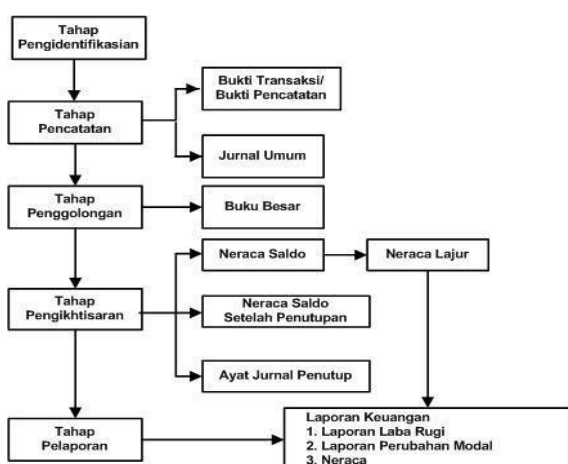 Tahap
Pengidentifikasian
Tahap
Pencatatan
Bukti Transaksi/
Bukti Pencatatan
Jurnal Umum
Tahap
Penggolongan
Buku Besar
Tahap
Pengikhtisaran
Neraca Saldo
Neraca Lajur
Neraca Saldo
Setelah Penutupan
Ayat Jurnal Penutup
Tahap
Pelaporan
Laporan Keuangan
1. Laporan Laba Rugi
2. Laporan Perubahan Modal
3. Neraca